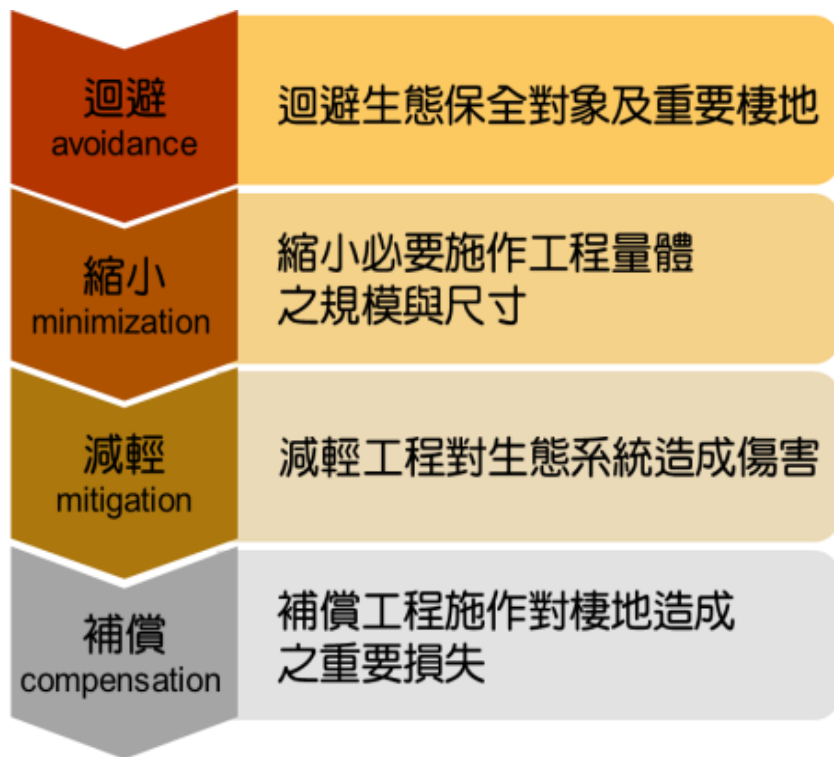 迴避
avoidance
迴避生態保全對象及重要棲地
縮小
minimization
縮小必要施作工程量體
之規模與尺寸
減輕
mitigation
減輕工程對生態系統造成傷害
補償
compensation
補償工程施作對棲地造成
之重要損失